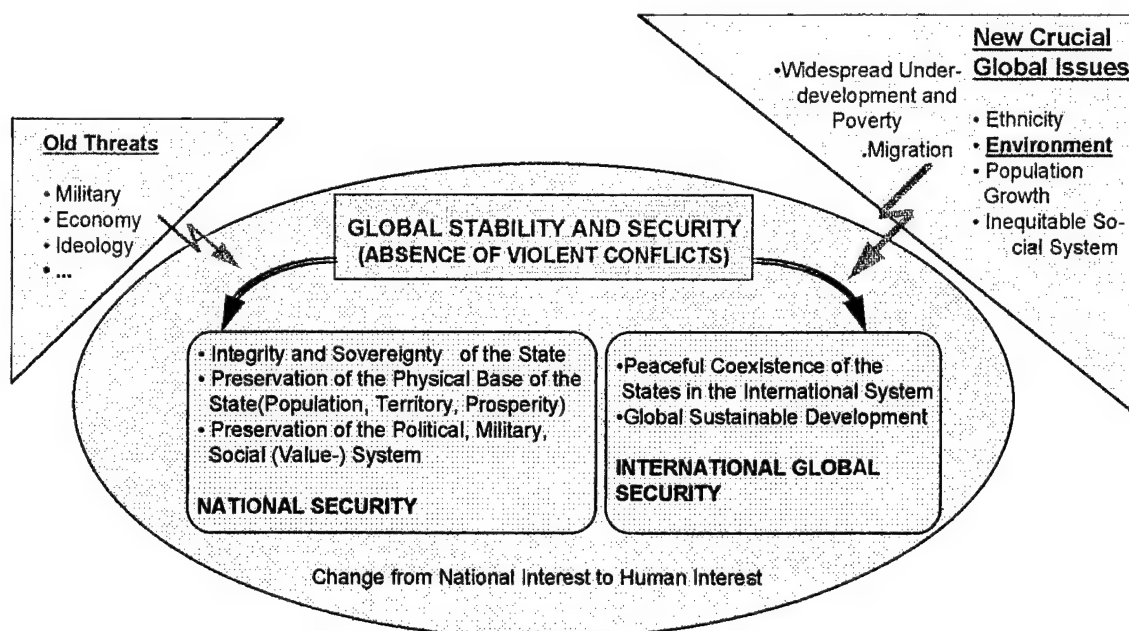 Old Threats
• Military
• Economy
• Ideology
• ...
New Crucial
Global Issues
•Widespread Under-
development and
Poverty
.Migration
• Ethnicity
• Environment
• Population
Growth
• Inequitable So-
cial System
GLOBAL STABILITY AND SECURITY
(ABSENCE OF VIOLENT CONFLICTS)
• Integrity and Sovereignty of the State
• Preservation of the Physical Base of the
State(Population, Territory, Prosperity)
• Preservation of the Political, Military,
Social (Value-) System
NATIONAL SECURITY
•Peaceful Coexistence of the
States in the International System
•Global Sustainable Development
INTERNATIONAL GLOBAL
SECURITY
Change from National Interest to Human Interest